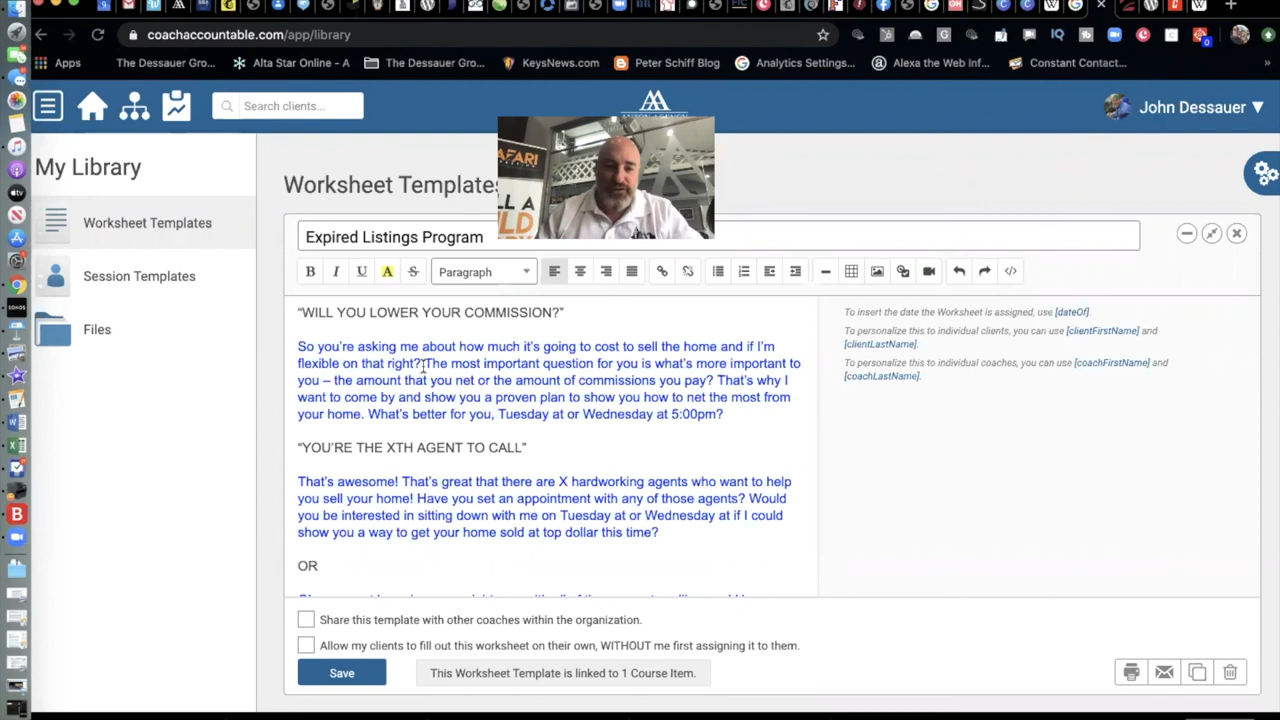 coachaccountable.com/app/library
Apps
The Dessauer Gro...
Alta Star Online – A
The Dessauer Gro...
KeysNews.com
Peter Schiff Blog
Analytics Settings...
Alexa the Web Inf...
Constant Contact...
Search clients...
John Dessauer
My Library
Worksheet Templates
Session Templates
Files
Worksheet Templates
Expired Listings Program
B I U A S Paragraph
“WILL YOU LOWER YOUR COMMISSION?”
So you’re asking me about how much it’s going to cost to sell the home and if I’m
flexible on that right? The most important question for you is what’s more important to
you – the amount that you net or the amount of commissions you pay? That’s why I
want to come by and show you a proven plan to show you how to net the most from
your home. What’s better for you, Tuesday at or Wednesday at 5:00pm?
“YOU’RE THE XTH AGENT TO CALL”
That’s awesome! That’s great that there are X hardworking agents who want to help
you sell your home! Have you set an appointment with any of those agents? Would
you be interested in sitting down with me on Tuesday at or Wednesday at if I could
show you a way to get your home sold at top dollar this time?
OR
To insert the date the Worksheet is assigned, use [dateOf].
To personalize this to individual clients, you can use [clientFirstName] and
[clientLastName].
To personalize this to individual coaches, you can use [coachFirstName] and
[coachLastName].
Share this template with other coaches within the organization.
Allow my clients to fill out this worksheet on their own, WITHOUT me first assigning it to them.
Save
This Worksheet Template is linked to 1 Course Item.